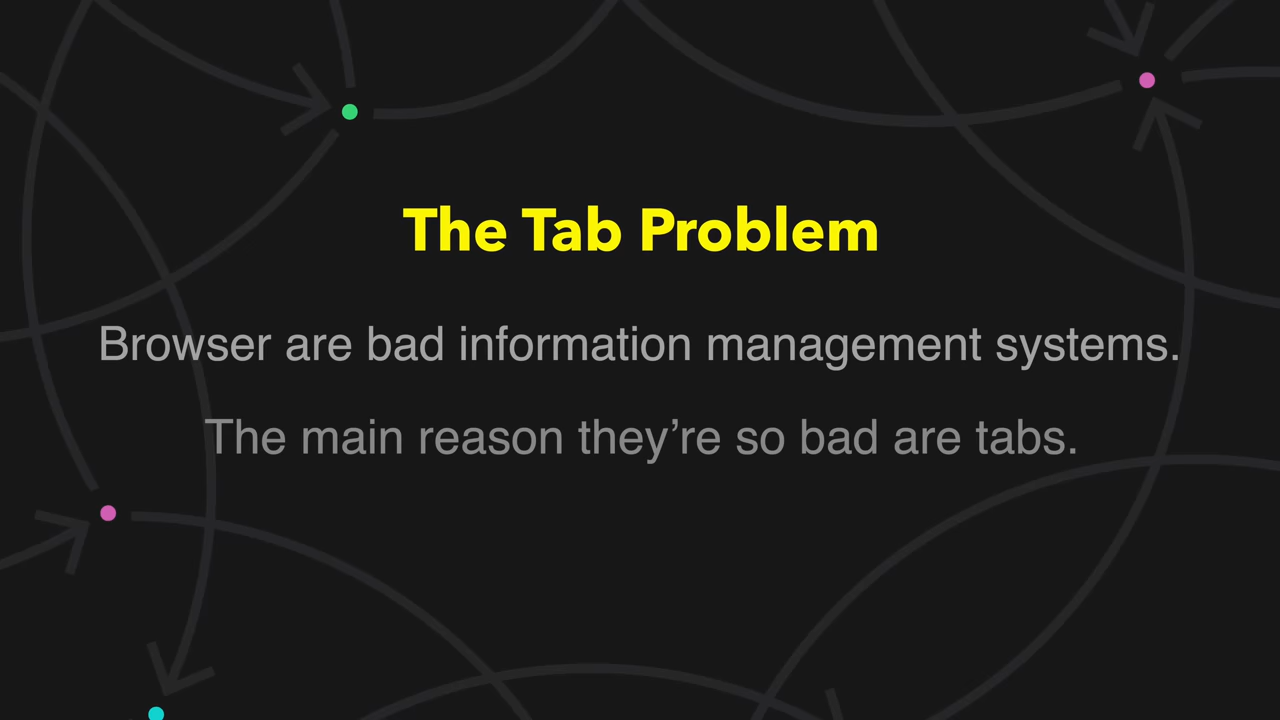 The Tab Problem
Browser are bad information management systems.
The main reason they’re so bad are tabs.